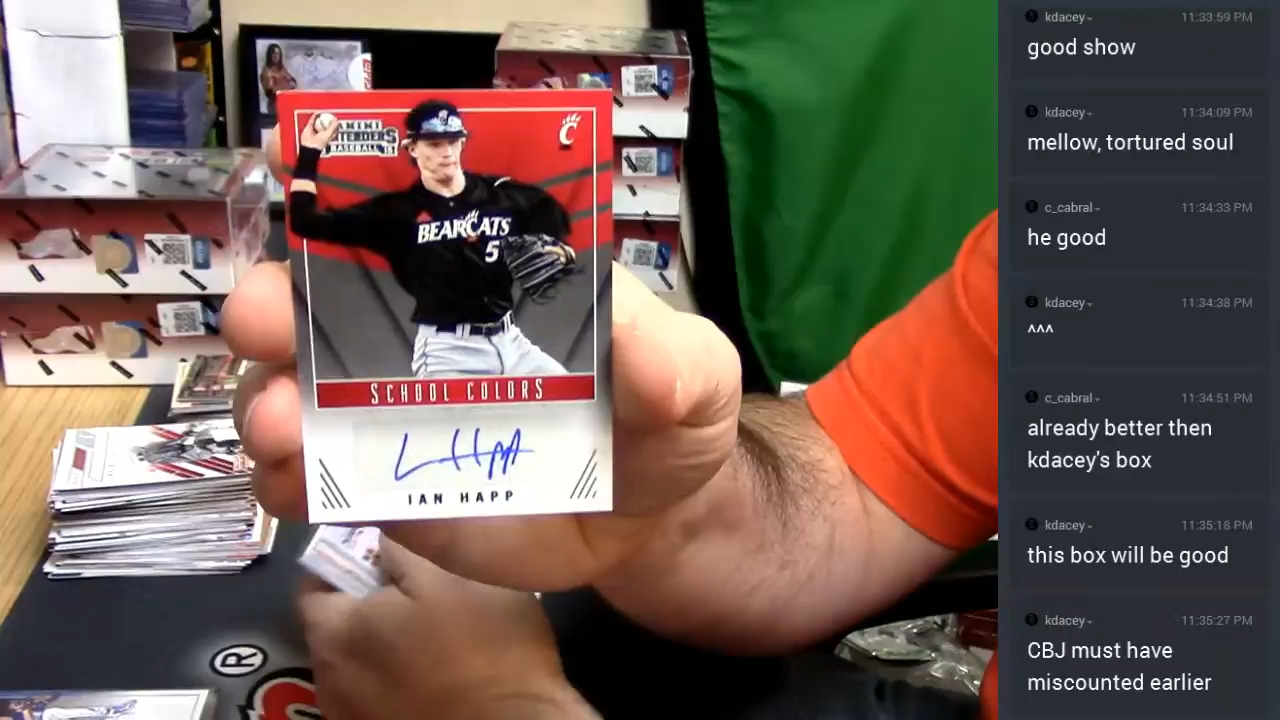 PANINI
CONTENDERS
BASEBALL 15
C
BEARCATS
5
SCHOOL COLORS
IAN HAPP
®
kdacey
11:33:59 PM
good show
kdacey
11:34:09 PM
mellow, tortured soul
c_cabral
11:34:33 PM
he good
kdacey
11:34:38 PM
^^^
c_cabral
11:34:51 PM
already better then
kdacey's box
kdacey
11:35:18 PM
this box will be good
kdacey
11:35:27 PM
CBJ must have
miscounted earlier